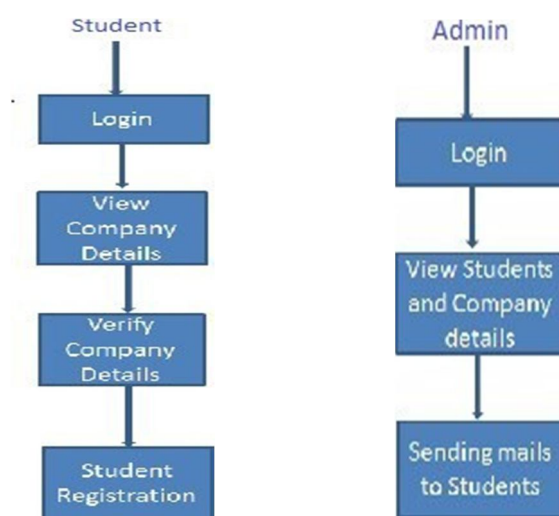 Student
Login
View
Company
Details
Verify
Company
Details
Student
Registration
Admin
Login
View Students
and Company
details
Sending mails
to Students